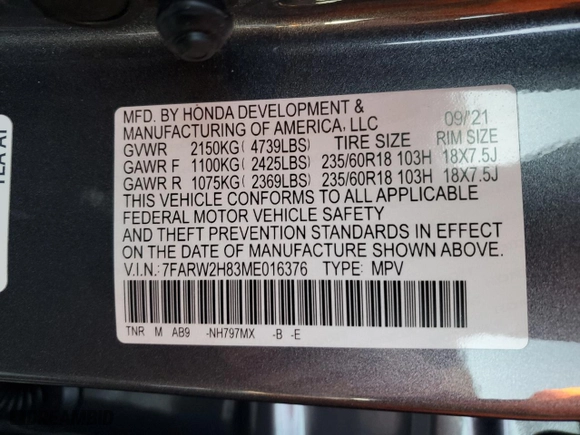 MFD. BY HONDA DEVELOPMENT &
MANUFACTURING OF AMERICA, LLC 09/'21
GVWR 2150KG( 4739LBS) TIRE SIZE RIM SIZE
GAWR F 1100KG( 2425LBS) 235/60R18 103H 18X7.5J
GAWR R 1075KG( 2369LBS) 235/60R18 103H 18X7.5J
THIS VEHICLE CONFORMS TO ALL APPLICABLE
FEDERAL MOTOR VEHICLE SAFETY
AND THEFT PREVENTION STANDARDS IN EFFECT
ON THE DATE OF MANUFACTURE SHOWN ABOVE.
V.I.N.: 7FARW2H83ME016376 TYPE: MPV
TNR M AB9 -NH797MX -B -E